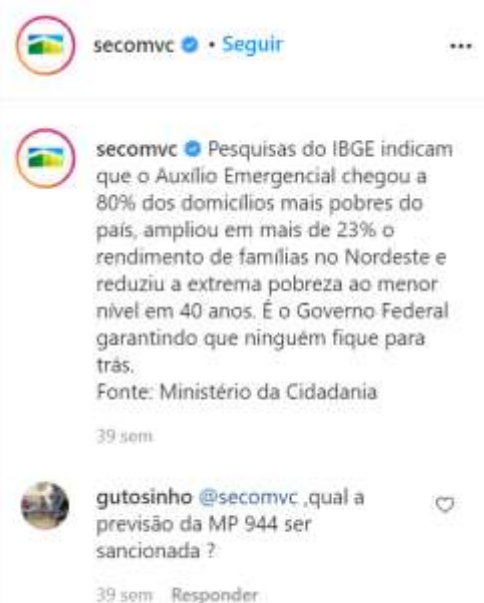 secomvc • Seguir
secomvc Pesquisas do IBGE indicam
que o Auxílio Emergencial chegou a
80% dos domicílios mais pobres do
país, ampliou em mais de 23% o
rendimento de famílias no Nordeste e
reduziu a extrema pobreza ao menor
nível em 40 anos. É o Governo Federal
garantindo que ninguém fique para
trás.
Fonte: Ministério da Cidadania
39 sem
gutosinho @secomvc ,qual a
previsão da MP 944 ser
sancionada ?
39 sem Responder